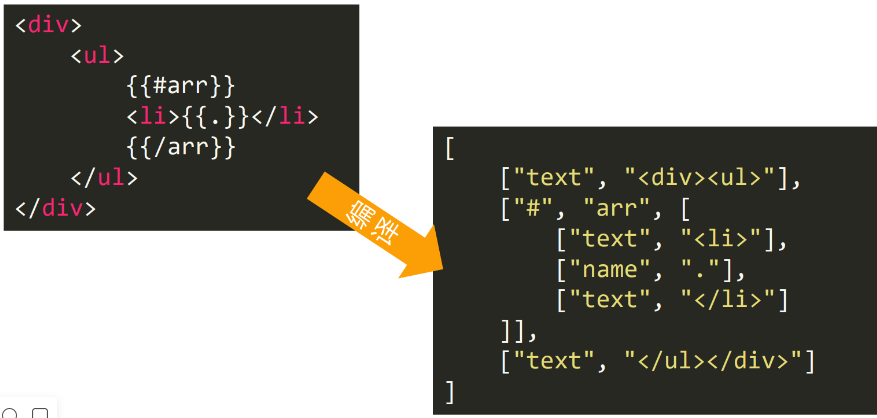 <div>
    <ul>
        {{#arr}}
        <li>{{.}}</li>
        {{/arr}}
    </ul>
</div>
编译
[
    ["text", "<div><ul>"],
    ["#", "arr", [
        ["text", "<li>"],
        ["name", "."],
        ["text", "</li>"]
    ]],
    ["text", "</ul></div>"]
]